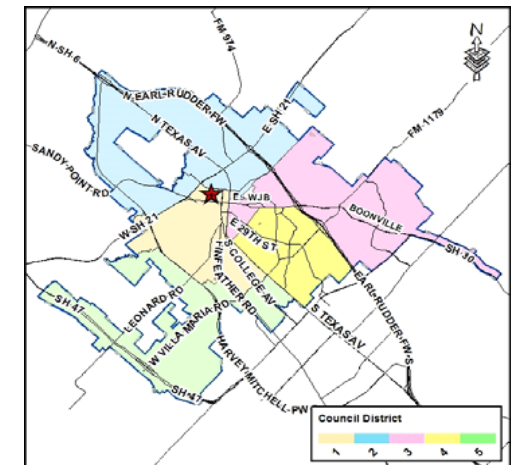 N-SH-6
FM 974
N
N-EARL-RUDDER-FW
E SH 21
N TEXAS AV
FM-1179
SANDY-POINT-RD
E WJB
W-SH 21
E 29TH ST
BOONVILLE
SH-30
S COLLEGE AV
FINFEATHER RD
LEONARD RD
W VILLA MARIA RD
SH-47
EARL-RUDDER-FW-S
S TEXAS AV
HARVEY-MITCHELL-PW
SH-47
Council District
1 2 3 4 5